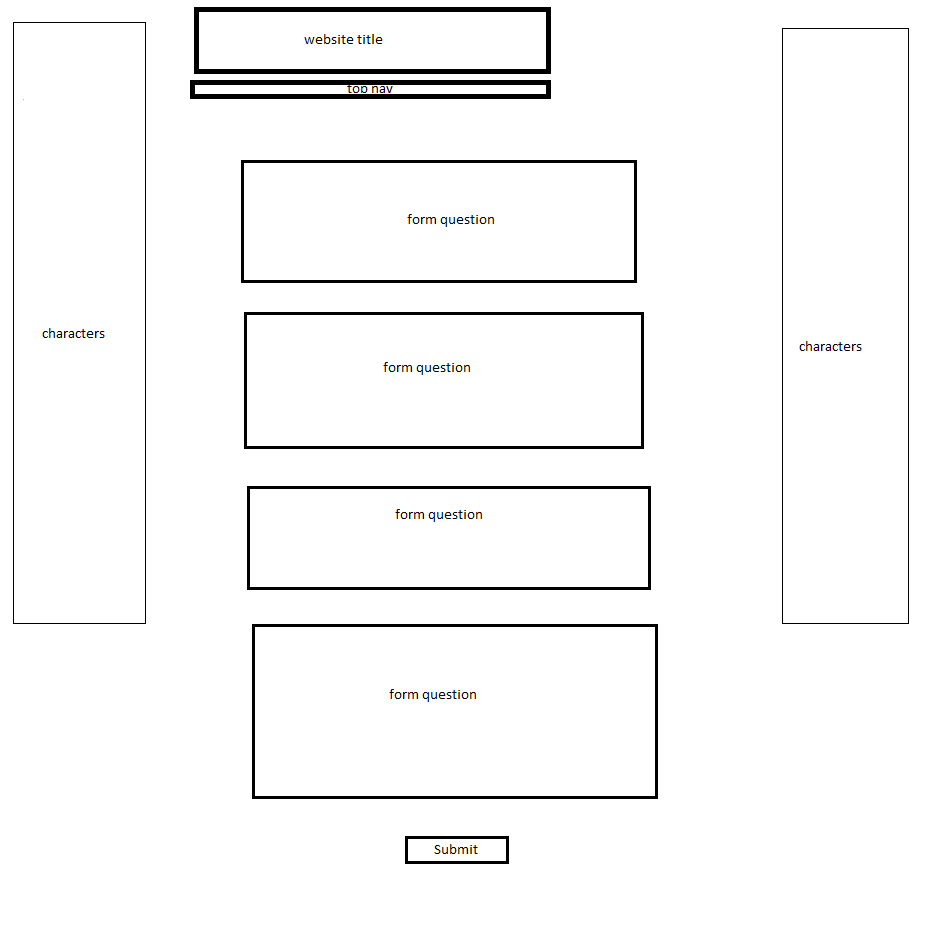 website title
top nav
form question
characters
characters
form question
form question
form question
Submit